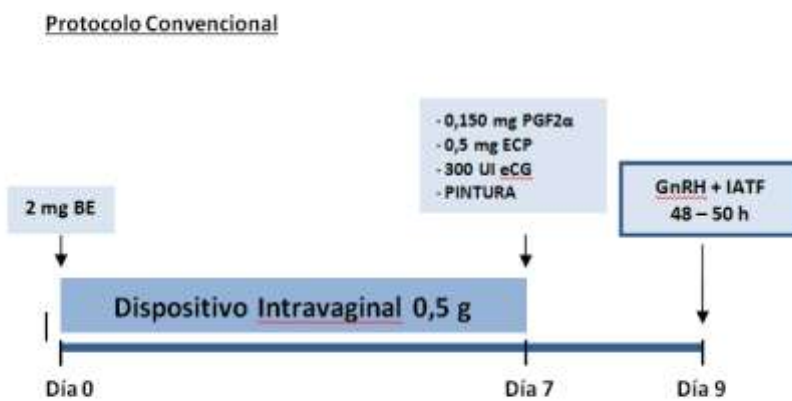 Protocolo Convencional
- 0,150 mg PGF2α
- 0,5 mg ECP
- 300 UI eCG
- PINTURA
2 mg BE
GnRH + IATF
48 – 50 h
Dispositivo Intravaginal 0,5 g
Día 0
Día 7
Día 9